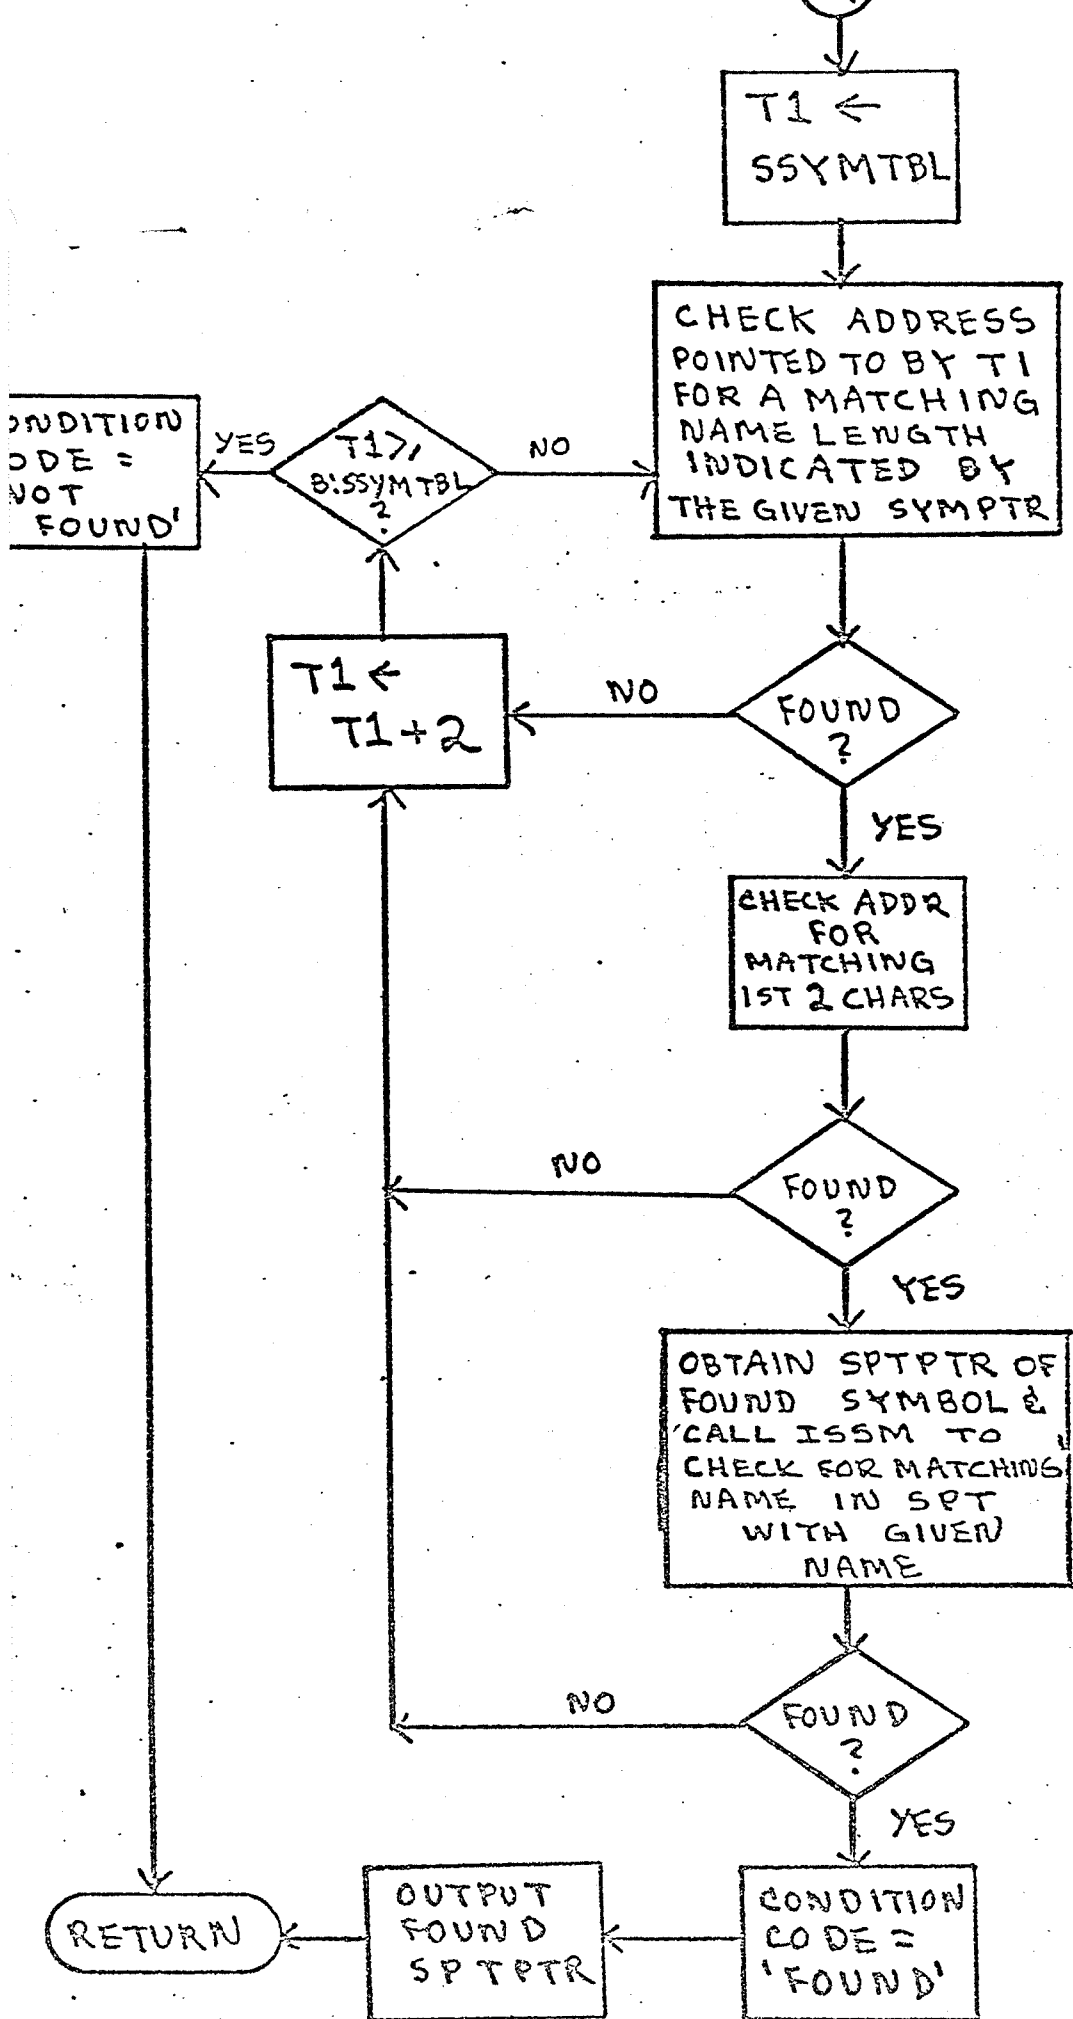 T1 ←
SSYMTBL
CHECK ADDRESS
POINTED TO BY T1
FOR A MATCHING
NAME LENGTH
INDICATED BY
THE GIVEN SYMPTR
NO
T1 ≥
B:SSYMTBL
?
YES
ONDITION
ODE =
NOT
FOUND'
T1 ←
T1+2
NO
FOUND
?
YES
CHECK ADDR
FOR
MATCHING
1ST 2 CHARS
NO
FOUND
?
YES
OBTAIN SPTPTR OF
FOUND SYMBOL &
CALL ISSM TO
CHECK FOR MATCHING
NAME IN SPT
WITH GIVEN
NAME
NO
FOUND
?
YES
CONDITION
CODE =
'FOUND'
OUTPUT
FOUND
SPTPTR
RETURN